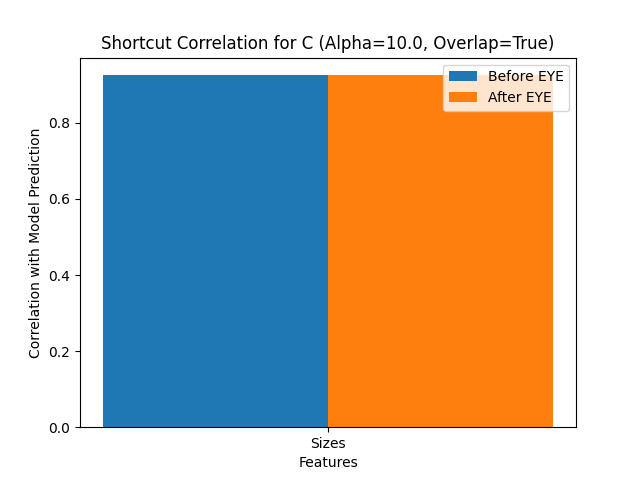 Shortcut Correlation for C (Alpha=10.0, Overlap=True)
Before EYE
After EYE
Correlation with Model Prediction
0.8
0.6
0.4
0.2
0.0
Sizes
Features